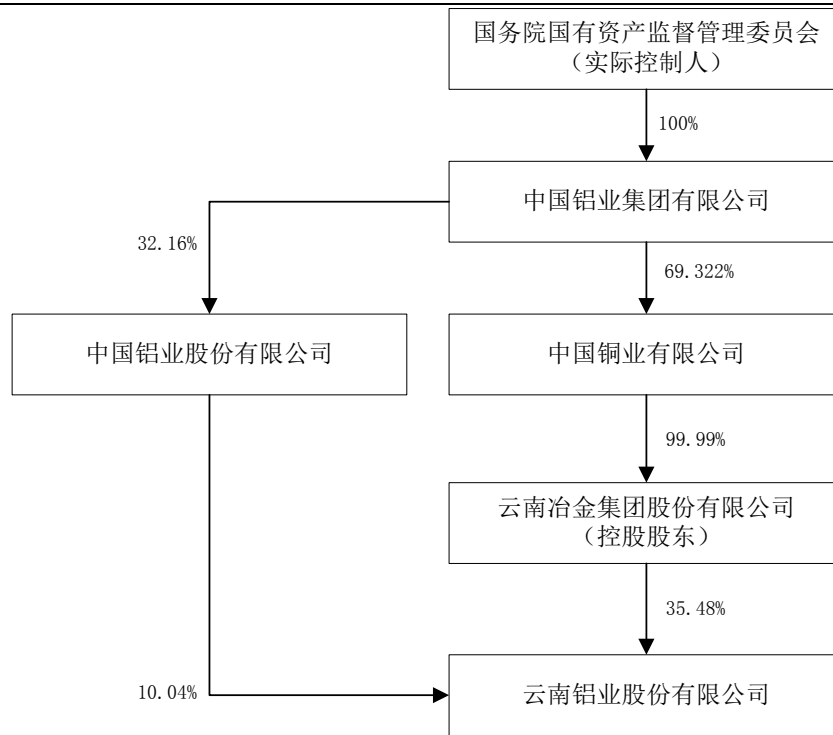 国务院国有资产监督管理委员会
（实际控制人）
100%
中国铝业集团有限公司
32.16%
69.322%
中国铝业股份有限公司
中国铜业有限公司
99.99%
云南冶金集团股份有限公司
（控股股东）
35.48%
10.04%
云南铝业股份有限公司